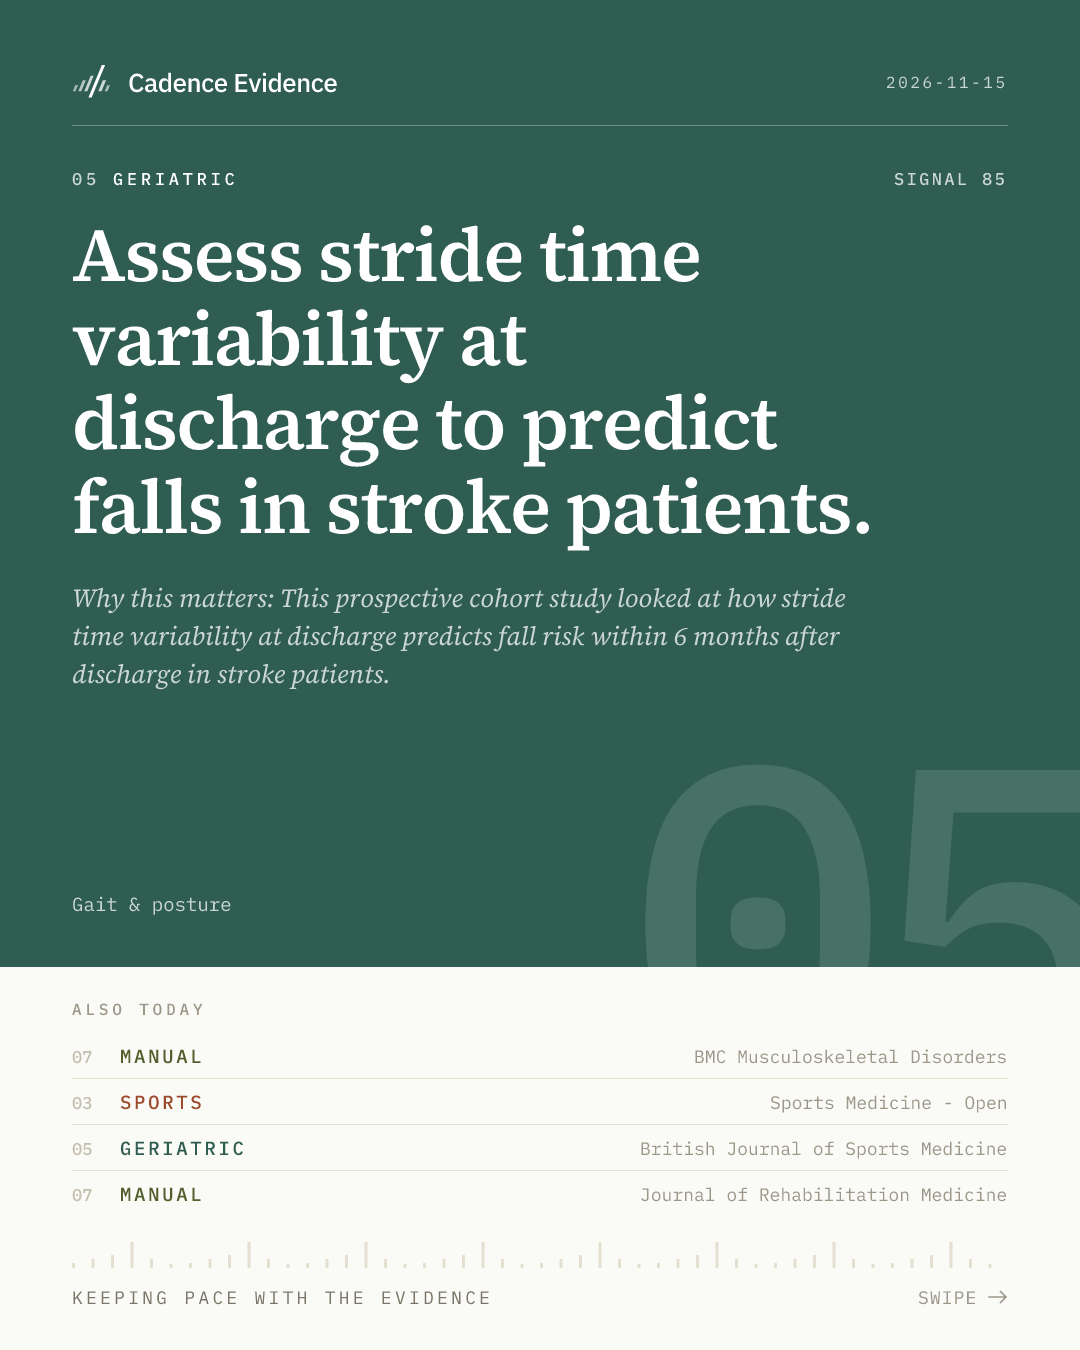 Cadence Evidence
2026-11-15
05 GERIATRIC
SIGNAL 85
Assess stride time
variability at
discharge to predict
falls in stroke patients.
Why this matters: This prospective cohort study looked at how stride
time variability at discharge predicts fall risk within 6 months after
discharge in stroke patients.
05
Gait & posture
ALSO TODAY
07 MANUAL BMC Musculoskeletal Disorders
03 SPORTS Sports Medicine - Open
05 GERIATRIC British Journal of Sports Medicine
07 MANUAL Journal of Rehabilitation Medicine
KEEPING PACE WITH THE EVIDENCE
SWIPE →